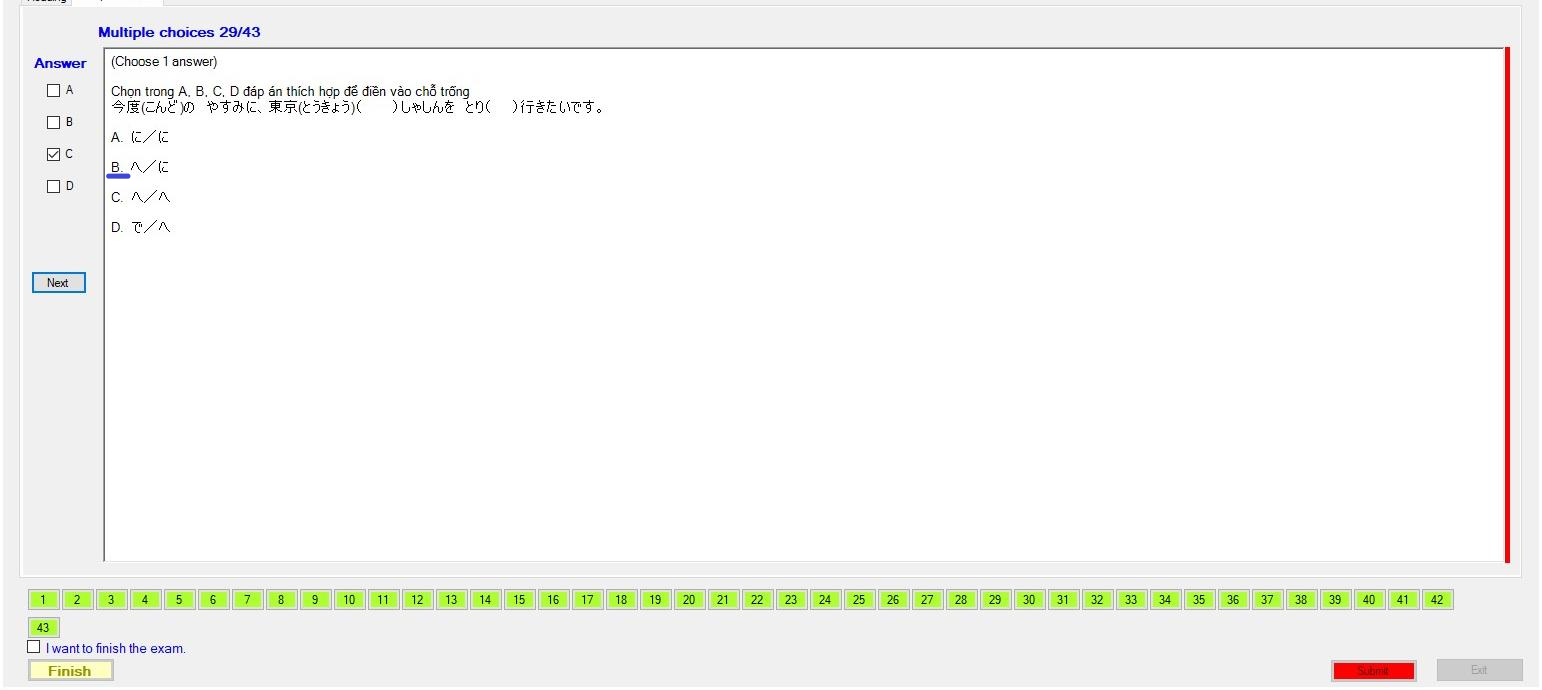 Multiple choices 29/43
Answer
(Choose 1 answer)
A
Chọn trong A, B, C, D đáp án thích hợp để điền vào chỗ trống
今度(こんど)の　やすみに、東京(とうきょう)(　　)しゃしんを とり(　)行きたいです。
B
A. に／に
C
B. へ／に
D
C. へ／へ
D. で／へ
Next
1 2 3 4 5 6 7 8 9 10 11 12 13 14 15 16 17 18 19 20 21 22 23 24 25 26 27 28 29 30 31 32 33 34 35 36 37 38 39 40 41 42
43
I want to finish the exam.
Finish
Submit
Exit